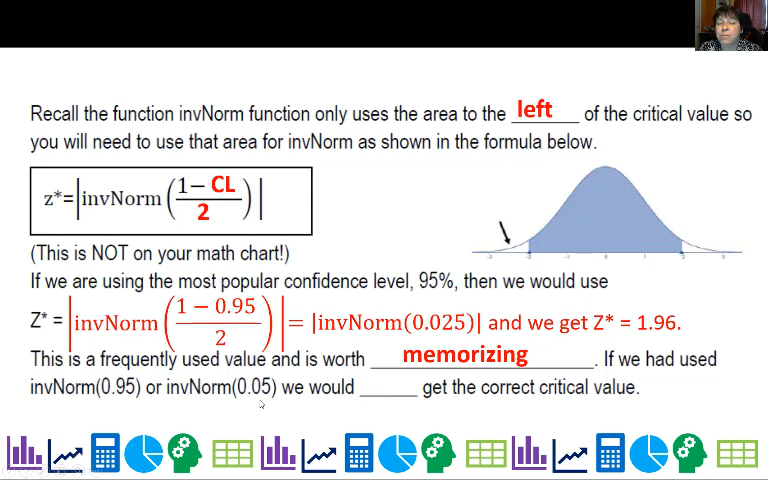 Recall the function invNorm function only uses the area to the left of the critical value so
you will need to use that area for invNorm as shown in the formula below.
z*=|invNorm((1− CL)/2)|
(This is NOT on your math chart!)
If we are using the most popular confidence level, 95%, then we would use
Z* = |invNorm((1 − 0.95)/2)| = |invNorm(0.025)| and we get Z* = 1.96.
This is a frequently used value and is worth memorizing. If we had used
invNorm(0.95) or invNorm(0.05) we would ______ get the correct critical value.